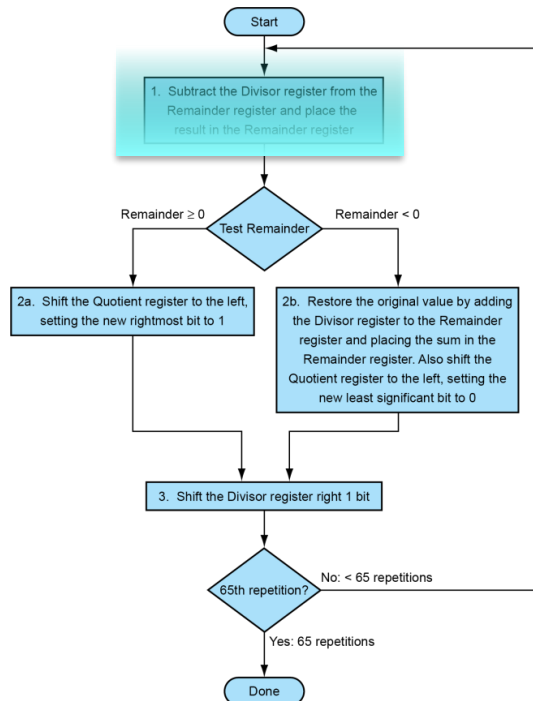 Start
1. Subtract the Divisor register from the
Remainder register and place the
result in the Remainder register
Remainder ≥ 0
Remainder < 0
Test Remainder
2a. Shift the Quotient register to the left,
setting the new rightmost bit to 1
2b. Restore the original value by adding
the Divisor register to the Remainder
register and placing the sum in the
Remainder register. Also shift the
Quotient register to the left, setting the
new least significant bit to 0
3. Shift the Divisor register right 1 bit
65th repetition?
No: < 65 repetitions
Yes: 65 repetitions
Done